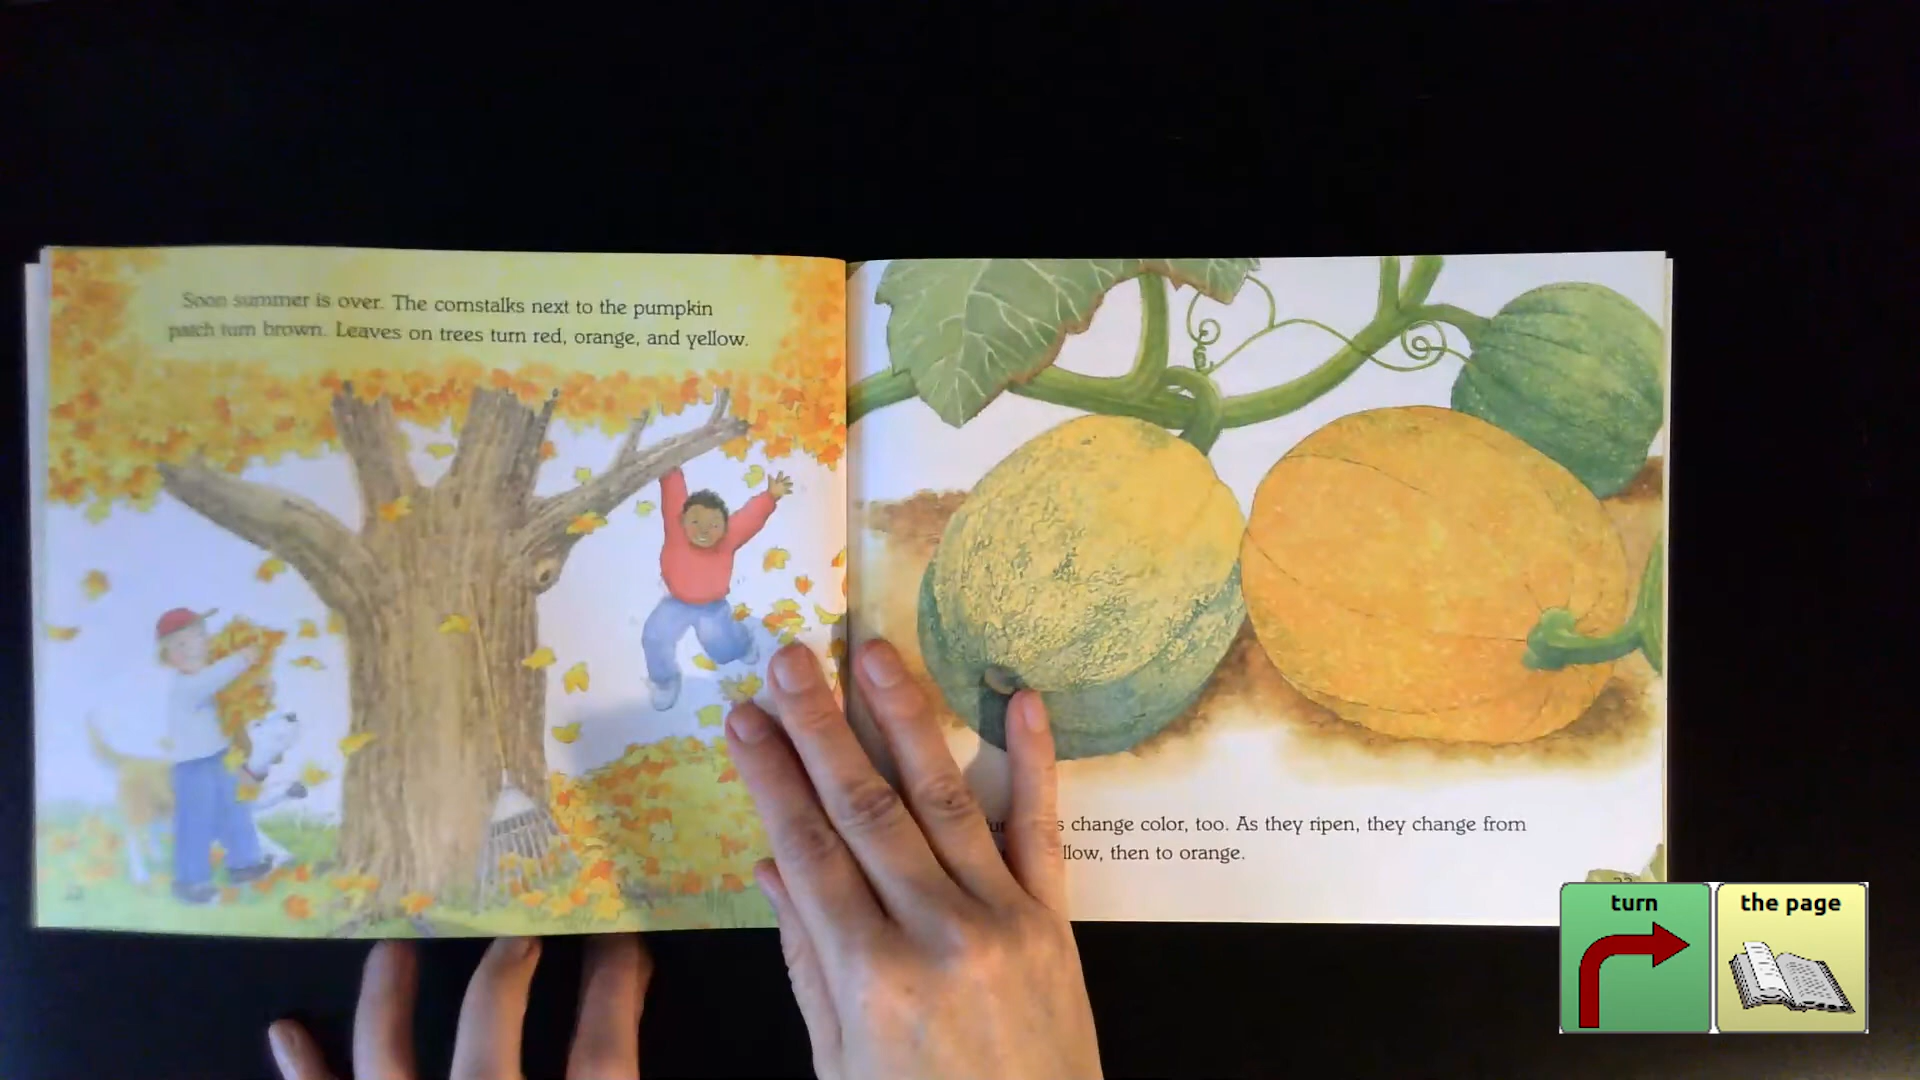 Soon summer is over. The cornstalks next to the pumpkin
patch turn brown. Leaves on trees turn red, orange, and yellow.
change color, too. As they ripen, they change from
then to orange.
turn
the page